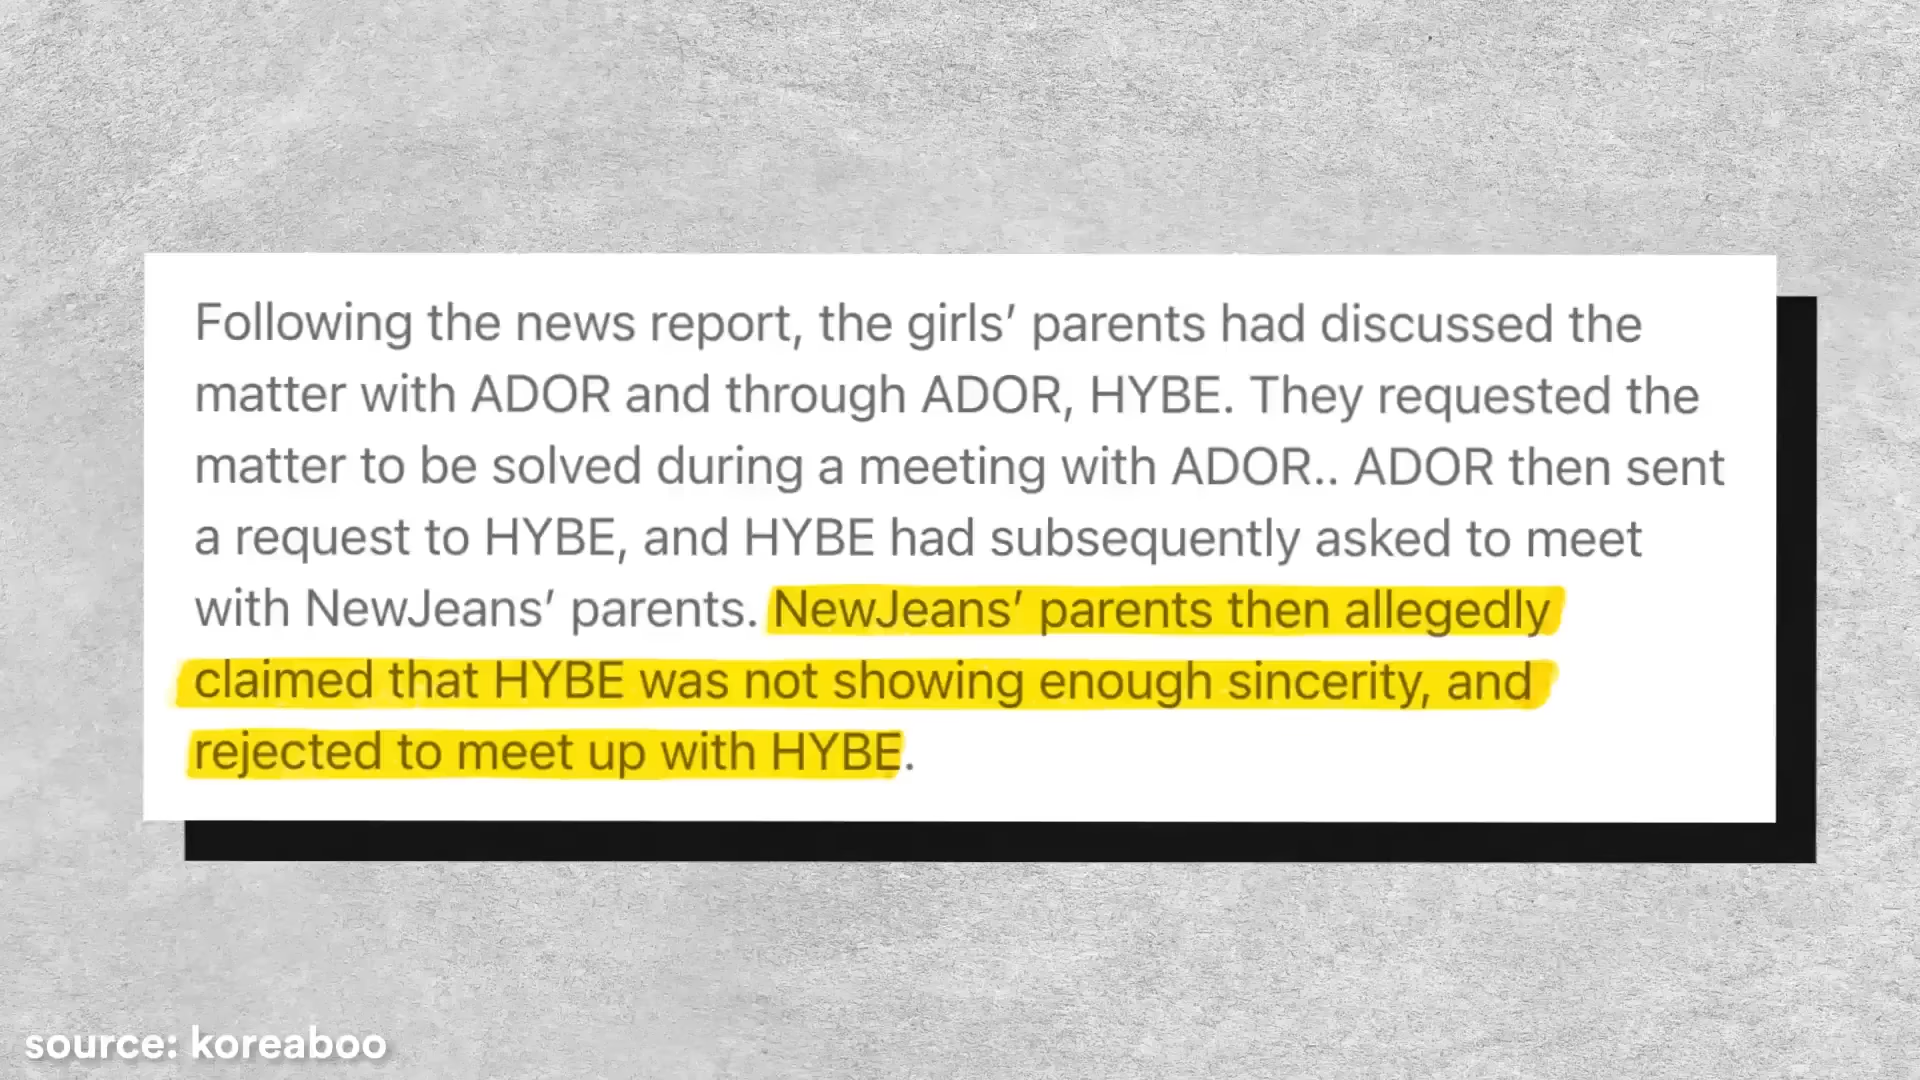 Following the news report, the girls’ parents had discussed the
matter with ADOR and through ADOR, HYBE. They requested the
matter to be solved during a meeting with ADOR.. ADOR then sent
a request to HYBE, and HYBE had subsequently asked to meet
with NewJeans’ parents. NewJeans’ parents then allegedly
claimed that HYBE was not showing enough sincerity, and
rejected to meet up with HYBE.
source: koreaboo